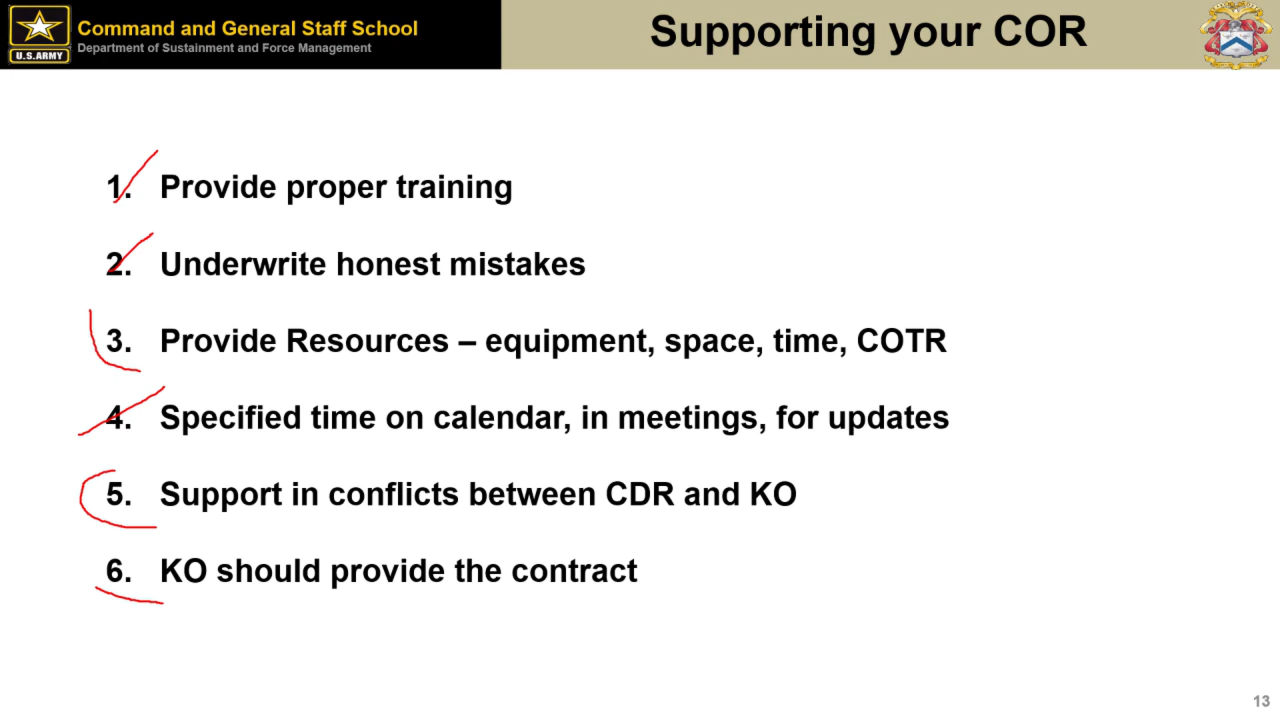 Command and General Staff School
Department of Sustainment and Force Management
U.S.ARMY
Supporting your COR
1. Provide proper training
2. Underwrite honest mistakes
3. Provide Resources – equipment, space, time, COTR
4. Specified time on calendar, in meetings, for updates
5. Support in conflicts between CDR and KO
6. KO should provide the contract
13